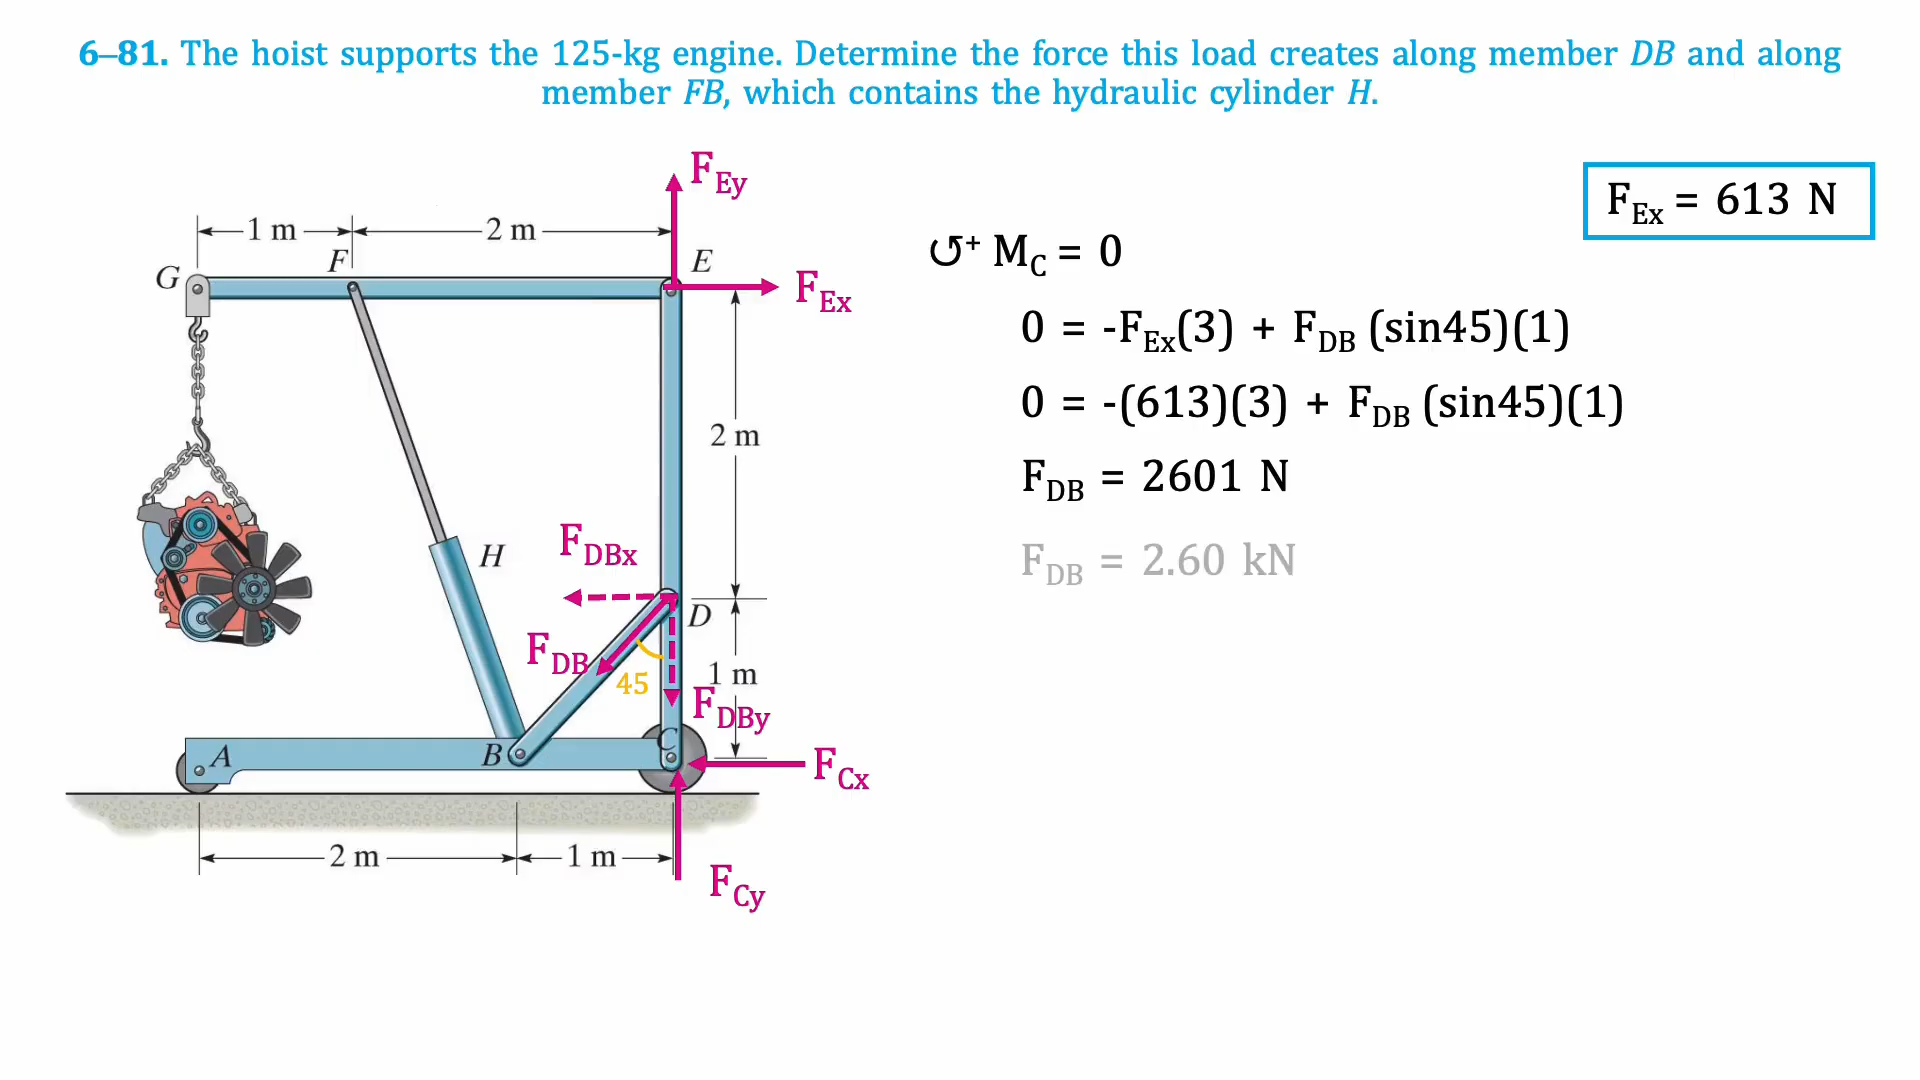 6–81. The hoist supports the 125-kg engine. Determine the force this load creates along member DB and along
member FB, which contains the hydraulic cylinder H.
F_Ex = 613 N
↺+ M_C = 0
0 = -F_Ex(3) + F_DB (sin45)(1)
0 = -(613)(3) + F_DB (sin45)(1)
F_DB = 2601 N
F_DB = 2.60 kN
F_Ey
1 m
2 m
F
E
G
F_Ex
2 m
H
F_DBx
D
F_DB
45
1 m
F_DBy
A
B
C
F_Cx
2 m
1 m
F_Cy